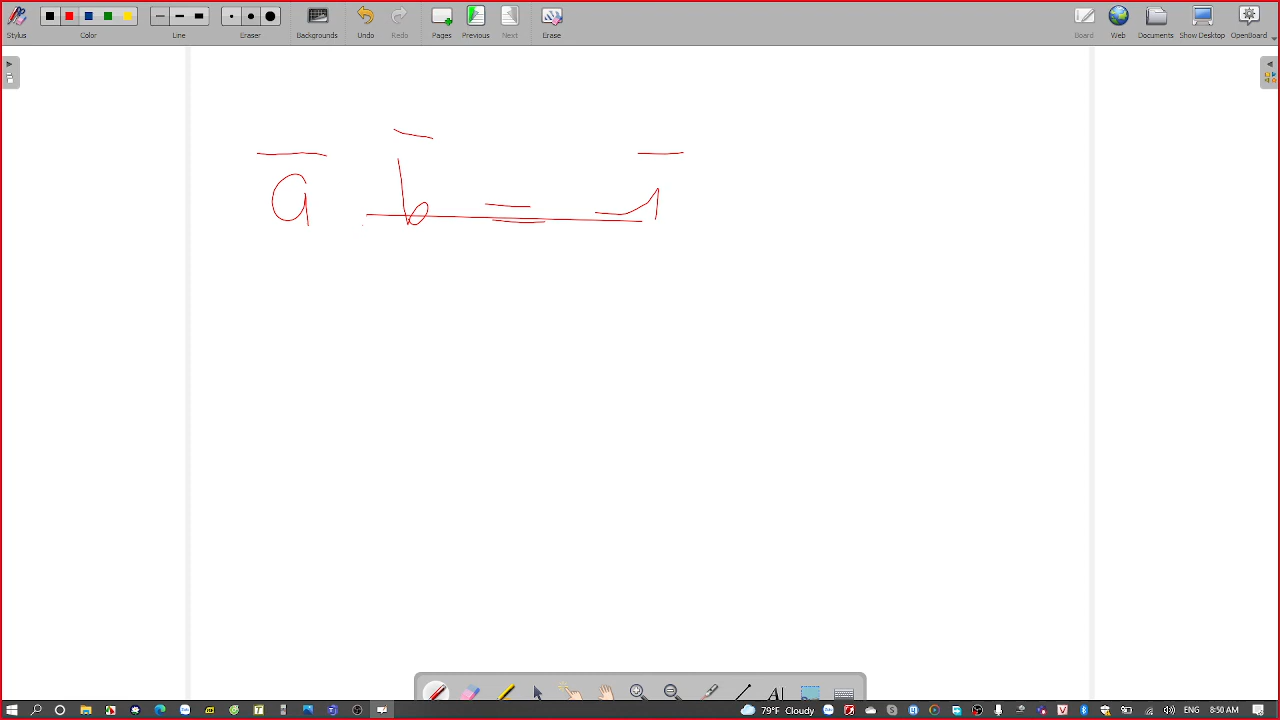 Stylus Color Line Eraser Backgrounds Undo Redo Pages Previous Next Erase Board Web Documents Show Desktop OpenBoard
a b = -1
79°F Cloudy ENG 8:50 AM